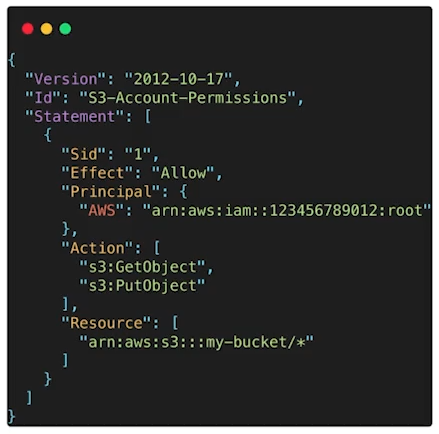 {
  "Version": "2012-10-17",
  "Id": "S3-Account-Permissions",
  "Statement": [
    {
      "Sid": "1",
      "Effect": "Allow",
      "Principal": {
        "AWS": "arn:aws:iam::123456789012:root"
      },
      "Action": [
        "s3:GetObject",
        "s3:PutObject"
      ],
      "Resource": [
        "arn:aws:s3:::my-bucket/*"
      ]
    }
  ]
}